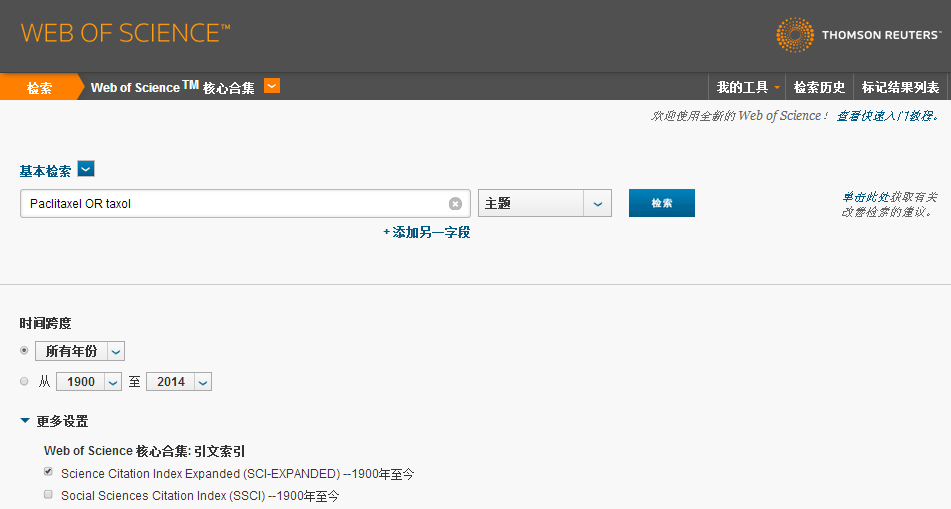 WEB OF SCIENCE™
THOMSON REUTERS™
检索 Web of Science TM 核心合集 我的工具 检索历史 标记结果列表
欢迎使用全新的 Web of Science！ 查看快速入门教程。
基本检索
Paclitaxel OR taxol 主题 检索
单击此处获取有关
改善检索的建议。
+ 添加另一字段
时间跨度
所有年份
从 1900 至 2014
更多设置
Web of Science 核心合集: 引文索引
Science Citation Index Expanded (SCI-EXPANDED) --1900年至今
Social Sciences Citation Index (SSCI) --1900年至今